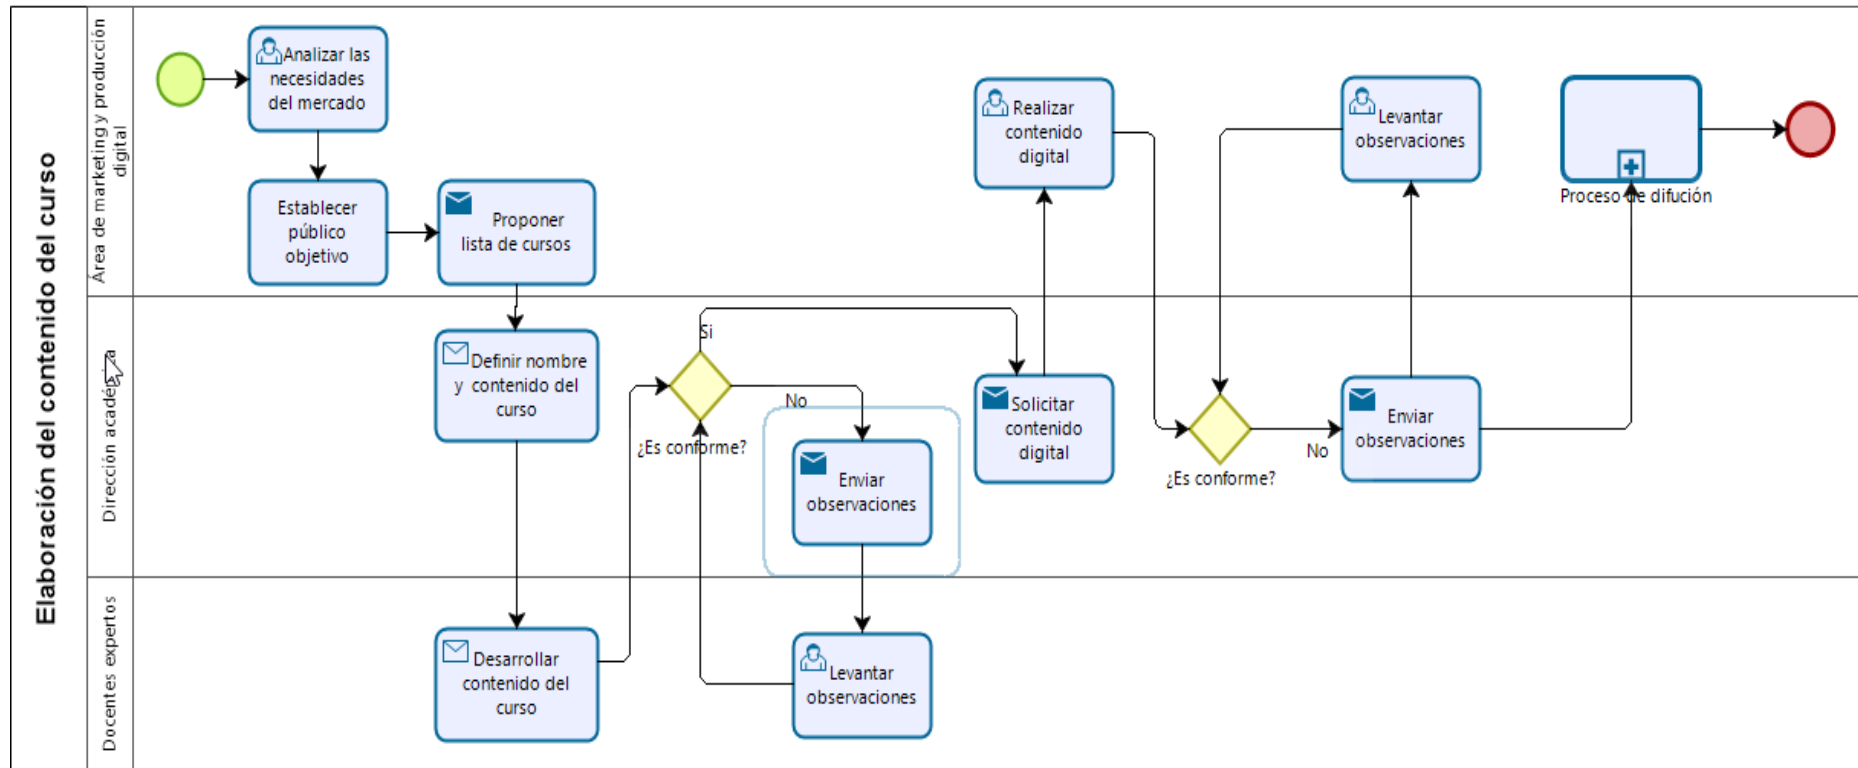 Elaboración del contenido del curso
Área de marketing y producción
digital
Analizar las
necesidades
del mercado
Establecer
público
objetivo
Proponer
lista de cursos
Realizar
contenido
digital
Levantar
observaciones
Proceso de difución
Dirección académica
Definir nombre
y contenido del
curso
Si
No
¿Es conforme?
Enviar
observaciones
Solicitar
contenido
digital
¿Es conforme?
No
Enviar
observaciones
Docentes expertos
Desarrollar
contenido del
curso
Levantar
observaciones